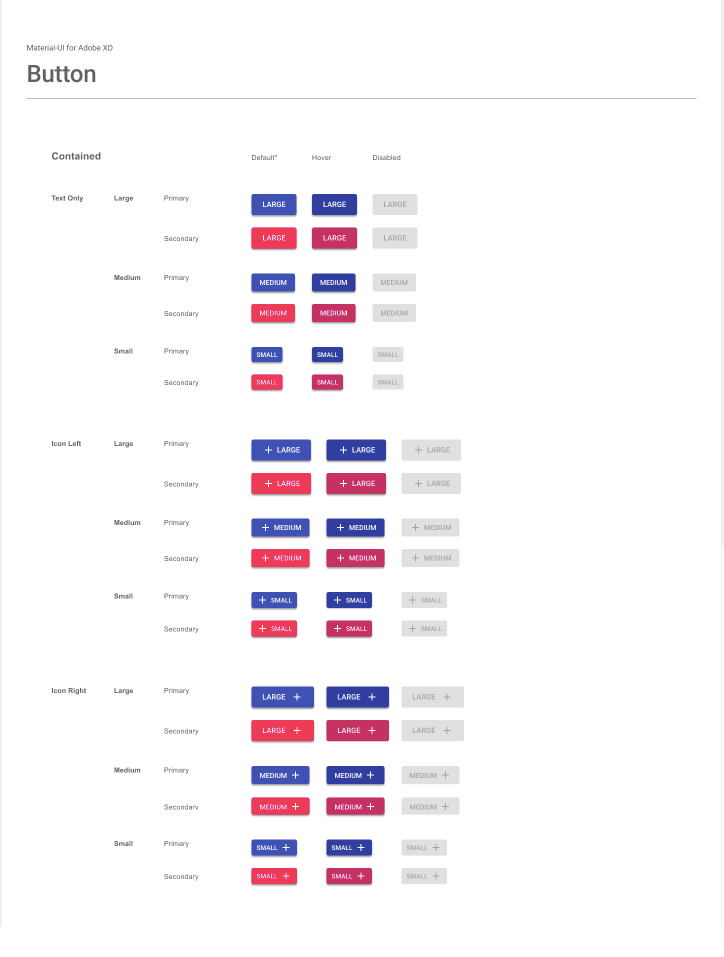 Material-UI for Adobe XD
Button
Contained Default* Hover Disabled
Text Only Large Primary LARGE LARGE LARGE
Secondary LARGE LARGE LARGE
Medium Primary MEDIUM MEDIUM MEDIUM
Secondary MEDIUM MEDIUM MEDIUM
Small Primary SMALL SMALL SMALL
Secondary SMALL SMALL SMALL
Icon Left Large Primary + LARGE + LARGE + LARGE
Secondary + LARGE + LARGE + LARGE
Medium Primary + MEDIUM + MEDIUM + MEDIUM
Secondary + MEDIUM + MEDIUM + MEDIUM
Small Primary + SMALL + SMALL + SMALL
Secondary + SMALL + SMALL + SMALL
Icon Right Large Primary LARGE + LARGE + LARGE +
Secondary LARGE + LARGE + LARGE +
Medium Primary MEDIUM + MEDIUM + MEDIUM +
Secondary MEDIUM + MEDIUM + MEDIUM +
Small Primary SMALL + SMALL + SMALL +
Secondary SMALL + SMALL + SMALL +